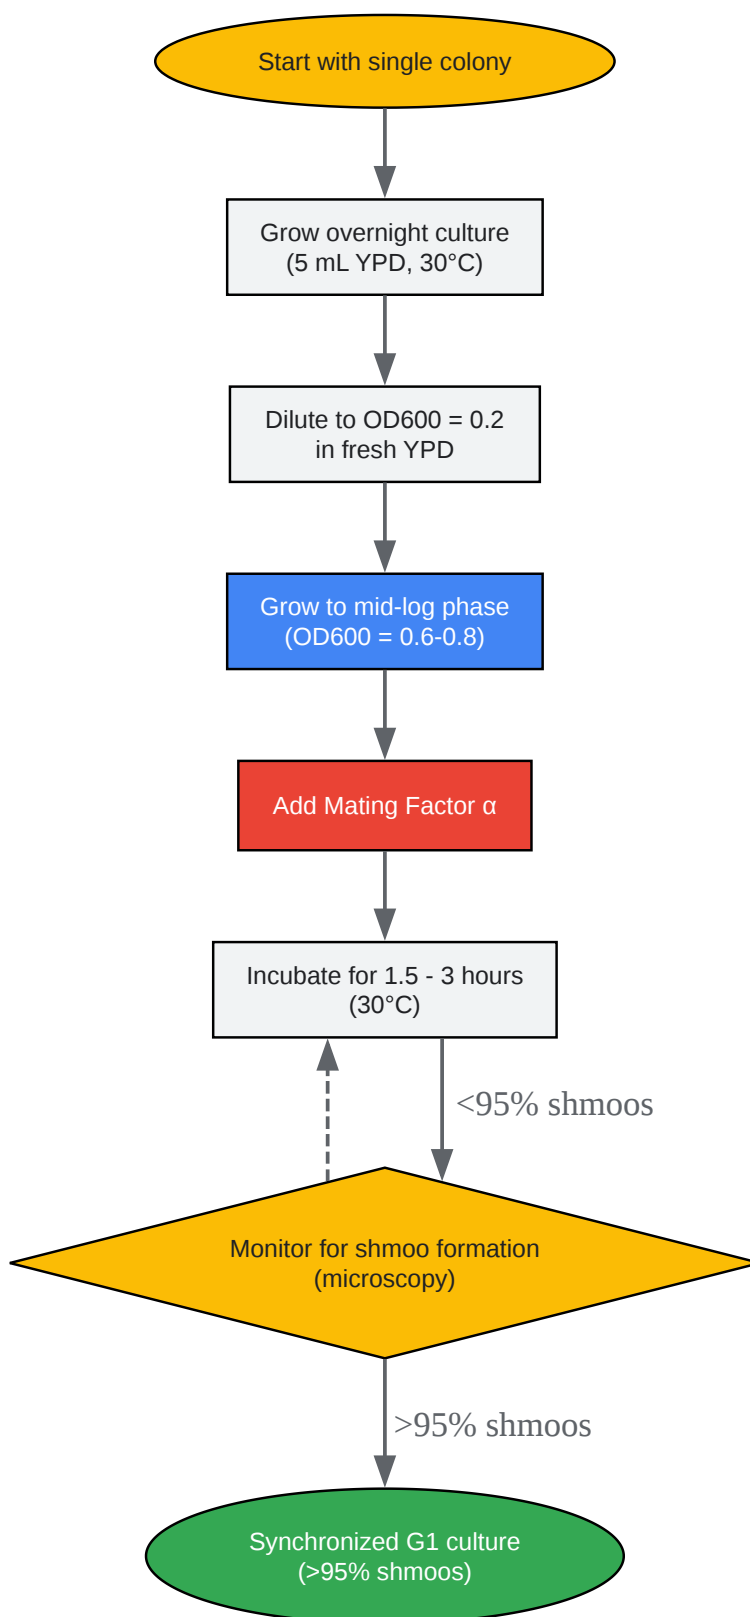 Start with single colony
Grow overnight culture
(5 mL YPD, 30°C)
Dilute to OD600 = 0.2
in fresh YPD
Grow to mid-log phase
(OD600 = 0.6-0.8)
Add Mating Factor α
Incubate for 1.5 - 3 hours
(30°C)
<95% shmoos
Monitor for shmoo formation
(microscopy)
>95% shmoos
Synchronized G1 culture
(>95% shmoos)